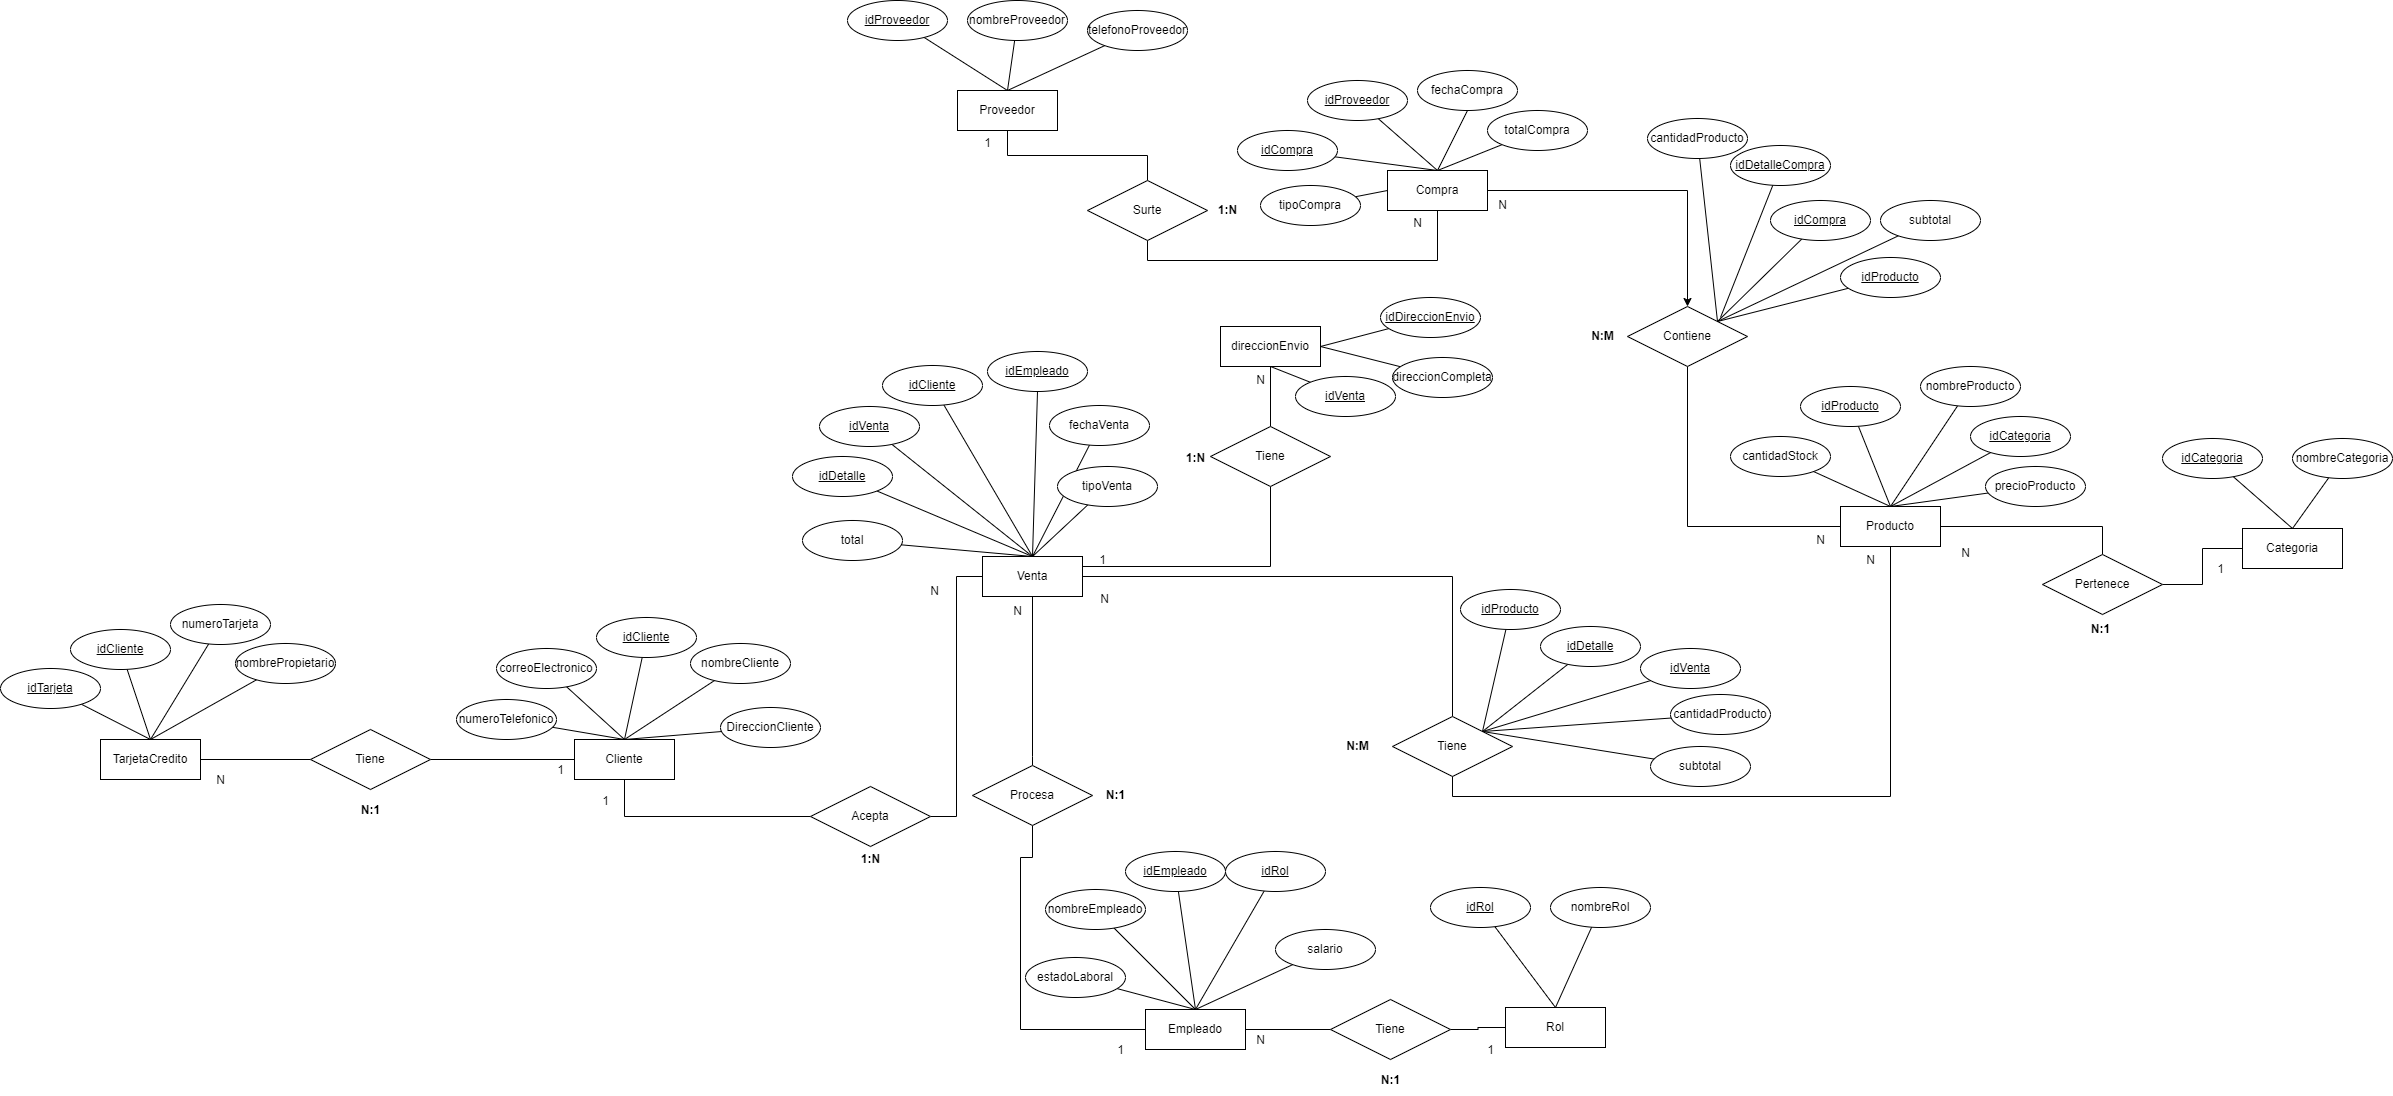 idProveedor
nombreProveedor
telefonoProveedor
Proveedor
1
Surte
1:N
idProveedor
fechaCompra
totalCompra
idCompra
tipoCompra
Compra
N
N
cantidadProducto
idDetalleCompra
idCompra
subtotal
idProducto
N:M
Contiene
direccionEnvio
idDireccionEnvio
direccionCompleta
idVenta
N
1:N
Tiene
1
idCliente
idEmpleado
idVenta
fechaVenta
idDetalle
tipoVenta
total
Venta
N
N
N
nombreProducto
idProducto
idCategoria
cantidadStock
precioProducto
Producto
N
N
N
idCategoria
nombreCategoria
Categoria
Pertenece
1
N:1
idProducto
idDetalle
idVenta
cantidadProducto
subtotal
N:M
Tiene
numeroTarjeta
idCliente
nombrePropietario
idTarjeta
TarjetaCredito
N
Tiene
N:1
idCliente
correoElectronico
nombreCliente
numeroTelefonico
DireccionCliente
Cliente
1
1
Acepta
1:N
Procesa
N:1
idEmpleado
idRol
nombreEmpleado
salario
estadoLaboral
Empleado
1
N
Tiene
N:1
idRol
nombreRol
Rol
1